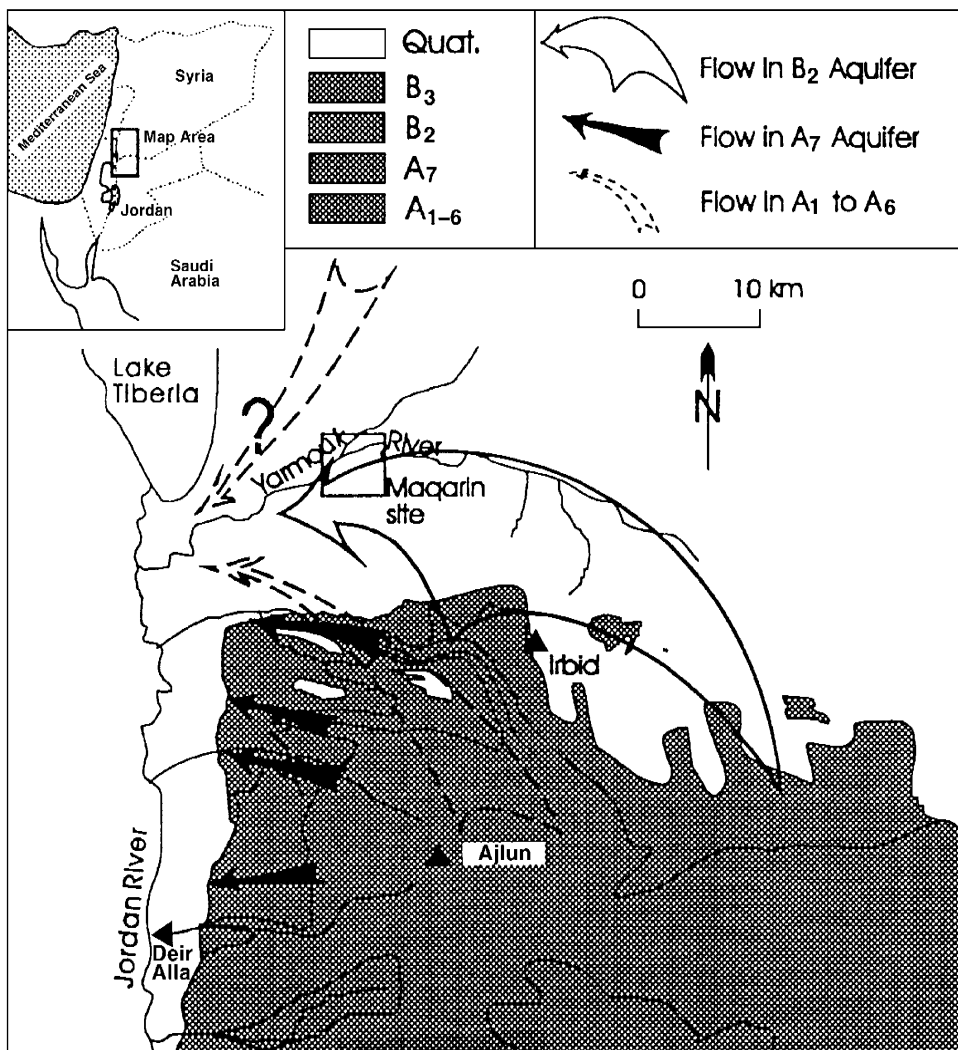 Mediterranean Sea
Syria
Map Area
Jordan
Saudi
Arabia
Quat.
B3
B2
A7
A1–6
Flow in B2 Aquifer
Flow in A7 Aquifer
Flow in A1 to A6
0 10 km
N
Lake
Tiberia
?
Yarmouk River
Maqarin
site
Irbid
Ajlun
Jordan River
Deir
Alla